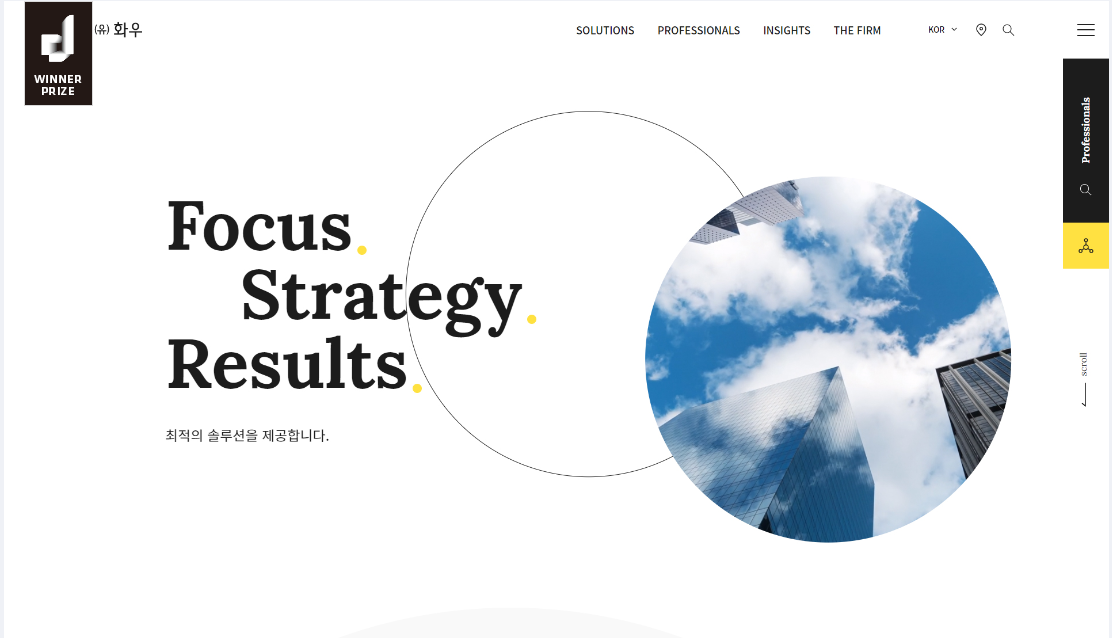 WINNER
PRIZE
(유) 화우
SOLUTIONS PROFESSIONALS INSIGHTS THE FIRM KOR
Professionals
Focus.
Strategy.
Results.
최적의 솔루션을 제공합니다.
scroll